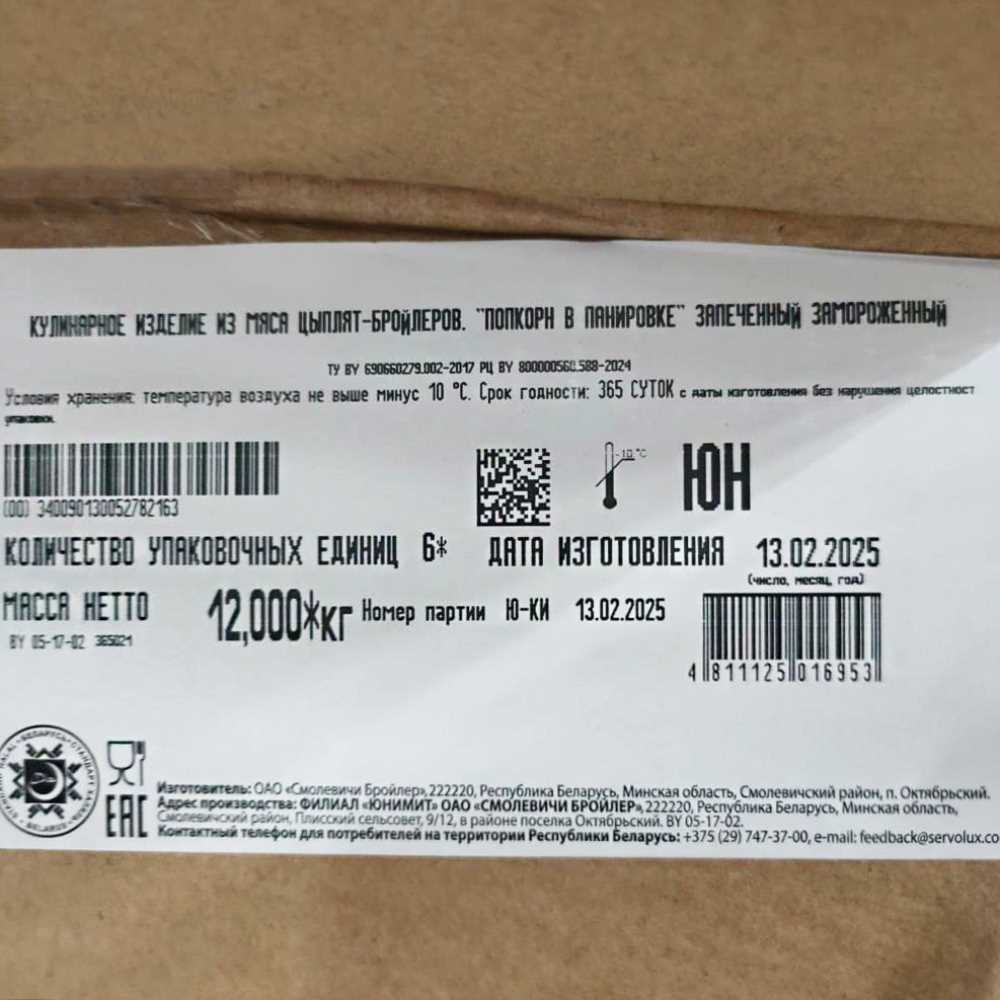 КУЛИНАРНОЕ ИЗДЕЛИЕ ИЗ МЯСА ЦЫПЛЯТ-БРОЙЛЕРОВ. "ПОПКОРН В ПАНИРОВКЕ" ЗАПЕЧЕННЫЙ ЗАМОРОЖЕННЫЙ
ТУ BY 690660279.002-2017 РЦ BY 800000560.588-2024
Условия хранения: температура воздуха не выше минус 10 °С. Срок годности: 365 СУТОК с даты изготовления без нарушения целостност
упаковки.
-10 °C
ЮН
(00) 340090130052782163
КОЛИЧЕСТВО УПАКОВОЧНЫХ ЕДИНИЦ 6* ДАТА ИЗГОТОВЛЕНИЯ 13.02.2025
(число, месяц, год)
МАССА НЕТТО 12,000*кг Номер партии Ю-КИ 13.02.2025
BY 05-17-02 365021
4 811125 016953
EAC
Изготовитель: ОАО «Смолевичи Бройлер», 222220, Республика Беларусь, Минская область, Смолевичский район, п. Октябрьский.
Адрес производства: ФИЛИАЛ «ЮНИМИТ» ОАО «СМОЛЕВИЧИ БРОЙЛЕР», 222220, Республика Беларусь, Минская область,
Смолевичский район, Плисский сельсовет, 9/12, в районе поселка Октябрьский. BY 05-17-02.
Контактный телефон для потребителей на территории Республики Беларусь: +375 (29) 747-37-00, e-mail: feedback@servolux.co